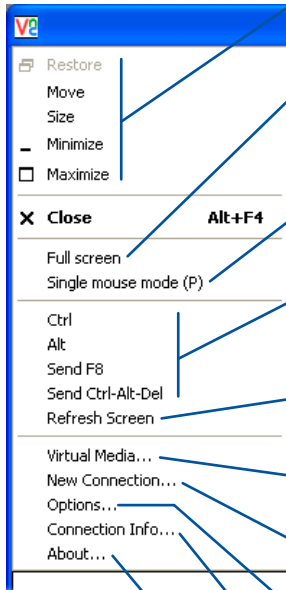 V2
Restore
Move
Size
Minimize
Maximize
Close Alt+F4
Full screen
Single mouse mode (P)
Ctrl
Alt
Send F8
Send Ctrl-Alt-Del
Refresh Screen
Virtual Media...
New Connection...
Options...
Connection Info...
About...